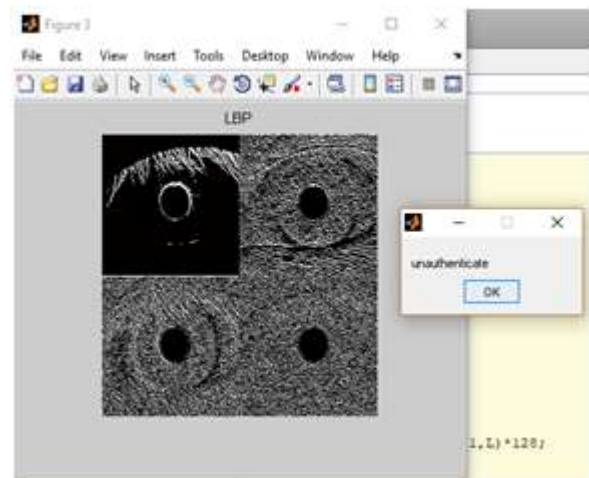 Figure 3
File Edit View Insert Tools Desktop Window Help
LBP
unauthenticate
OK
1,L)*128;